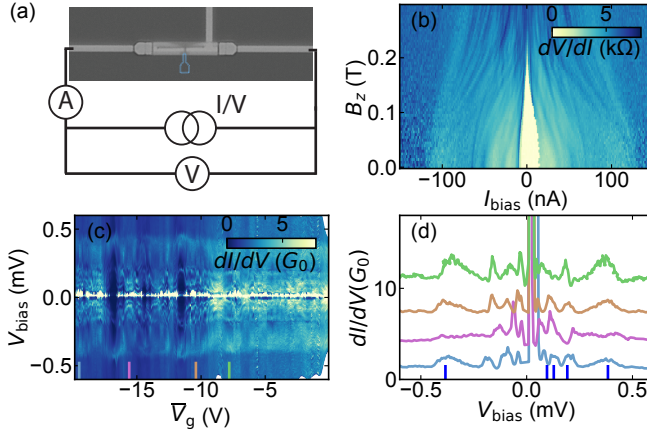 (a)
A
I/V
V
(b)
0 5
dV/dI (kΩ)
B_z (T)
0.2
0.1
0.0
−100 0 100
I_bias (nA)
(c)
0 5
dI/dV (G_0)
V_bias (mV)
0.5
0.0
−0.5
−15 −10 −5
V̅_g (V)
(d)
dI/dV(G_0)
10
0
−0.5 0.0 0.5
V_bias (mV)